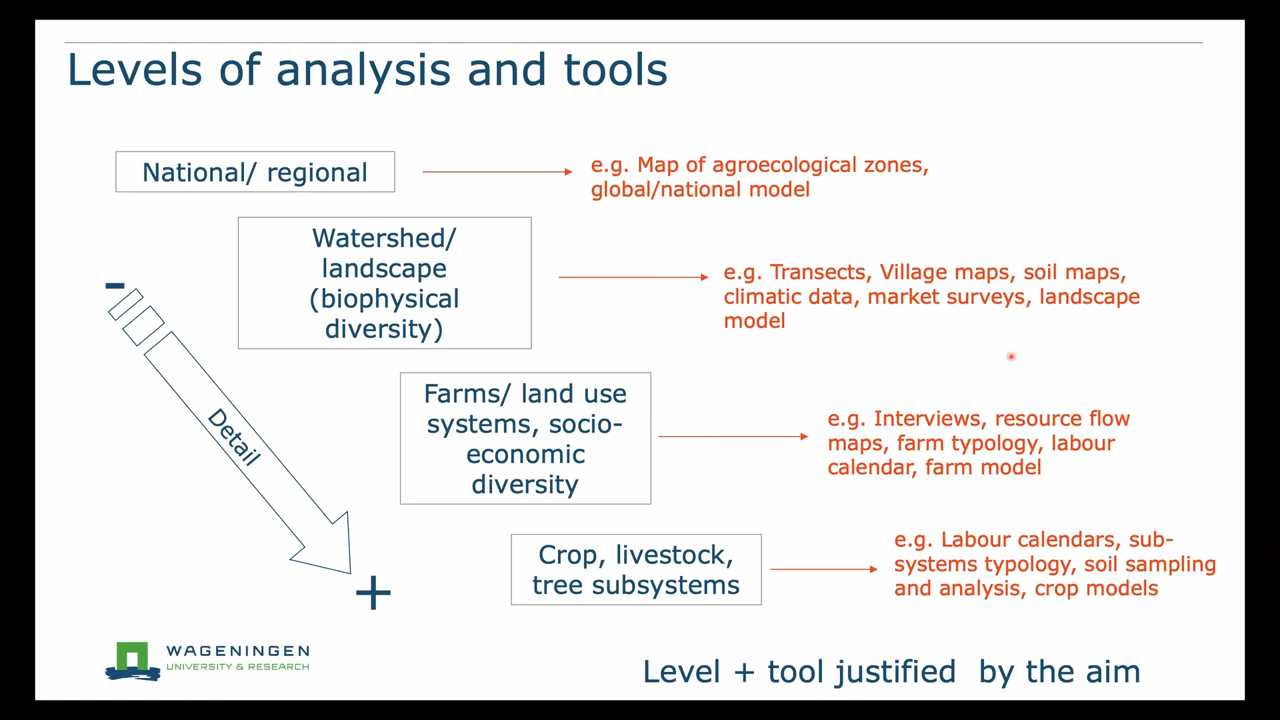 Levels of analysis and tools
National/ regional
e.g. Map of agroecological zones,
global/national model
Watershed/
landscape
(biophysical
diversity)
e.g. Transects, Village maps, soil maps,
climatic data, market surveys, landscape
model
-
Detail
+
Farms/ land use
systems, socio-
economic
diversity
e.g. Interviews, resource flow
maps, farm typology, labour
calendar, farm model
Crop, livestock,
tree subsystems
e.g. Labour calendars, sub-
systems typology, soil sampling
and analysis, crop models
WAGENINGEN
UNIVERSITY & RESEARCH
Level + tool justified  by the aim